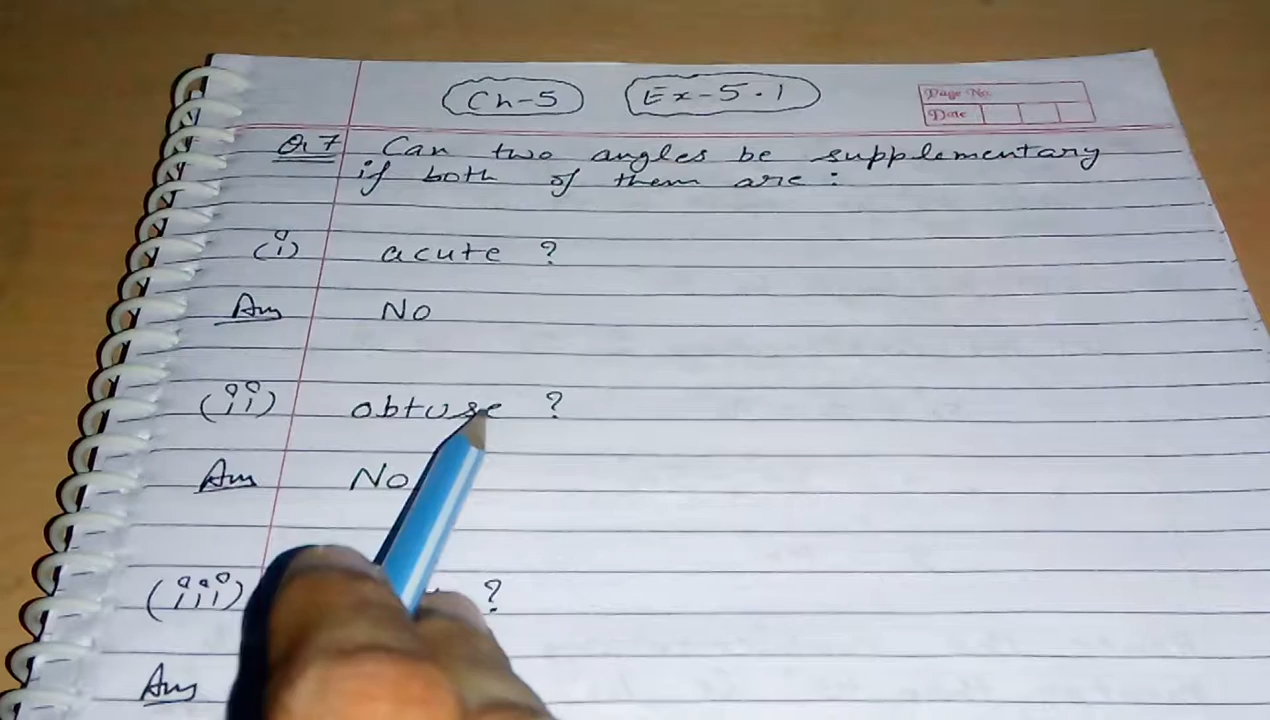 Ch-5 Ex-5.1
Page No.
Date
Q.7 Can two angles be supplementary
if both of them are :
(i) acute ?
Ans No
(ii) obtuse ?
Ans No
(iii) ?
Ans